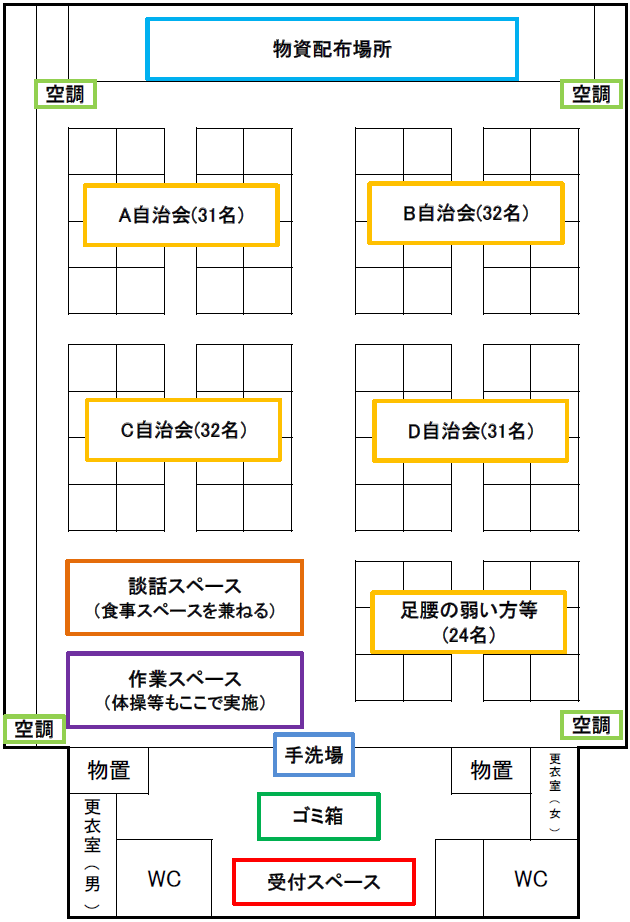 物資配布場所
空調
空調
A自治会(31名)
B自治会(32名)
C自治会(32名)
D自治会(31名)
談話スペース
(食事スペースを兼ねる)
足腰の弱い方等
(24名)
作業スペース
(体操等もここで実施)
空調
空調
手洗場
物置
物置
更衣室(女)
ゴミ箱
更衣室(男)
WC
受付スペース
WC